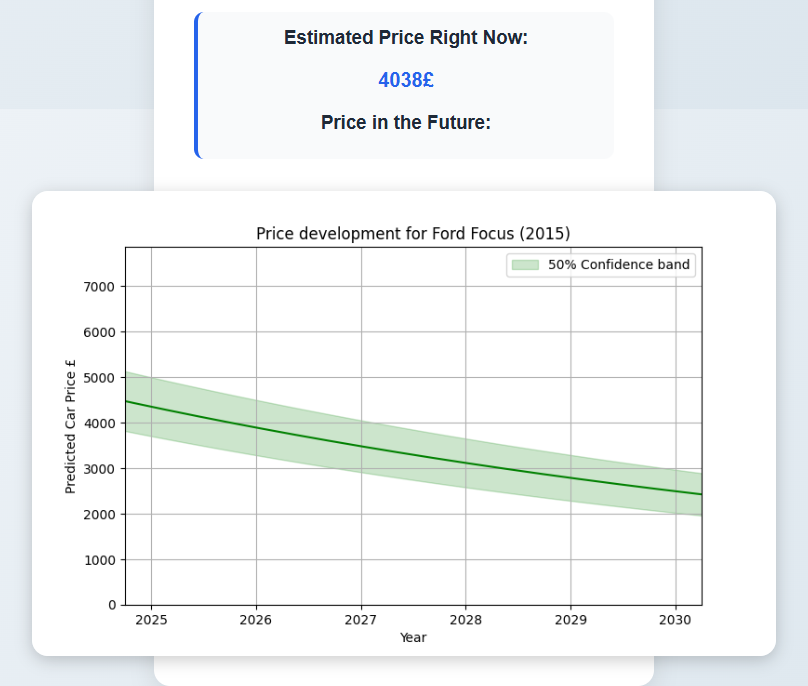 Estimated Price Right Now:
4038£
Price in the Future:
Price development for Ford Focus (2015)
50% Confidence band
7000
6000
5000
4000
3000
2000
1000
0
Predicted Car Price £
2025 2026 2027 2028 2029 2030
Year